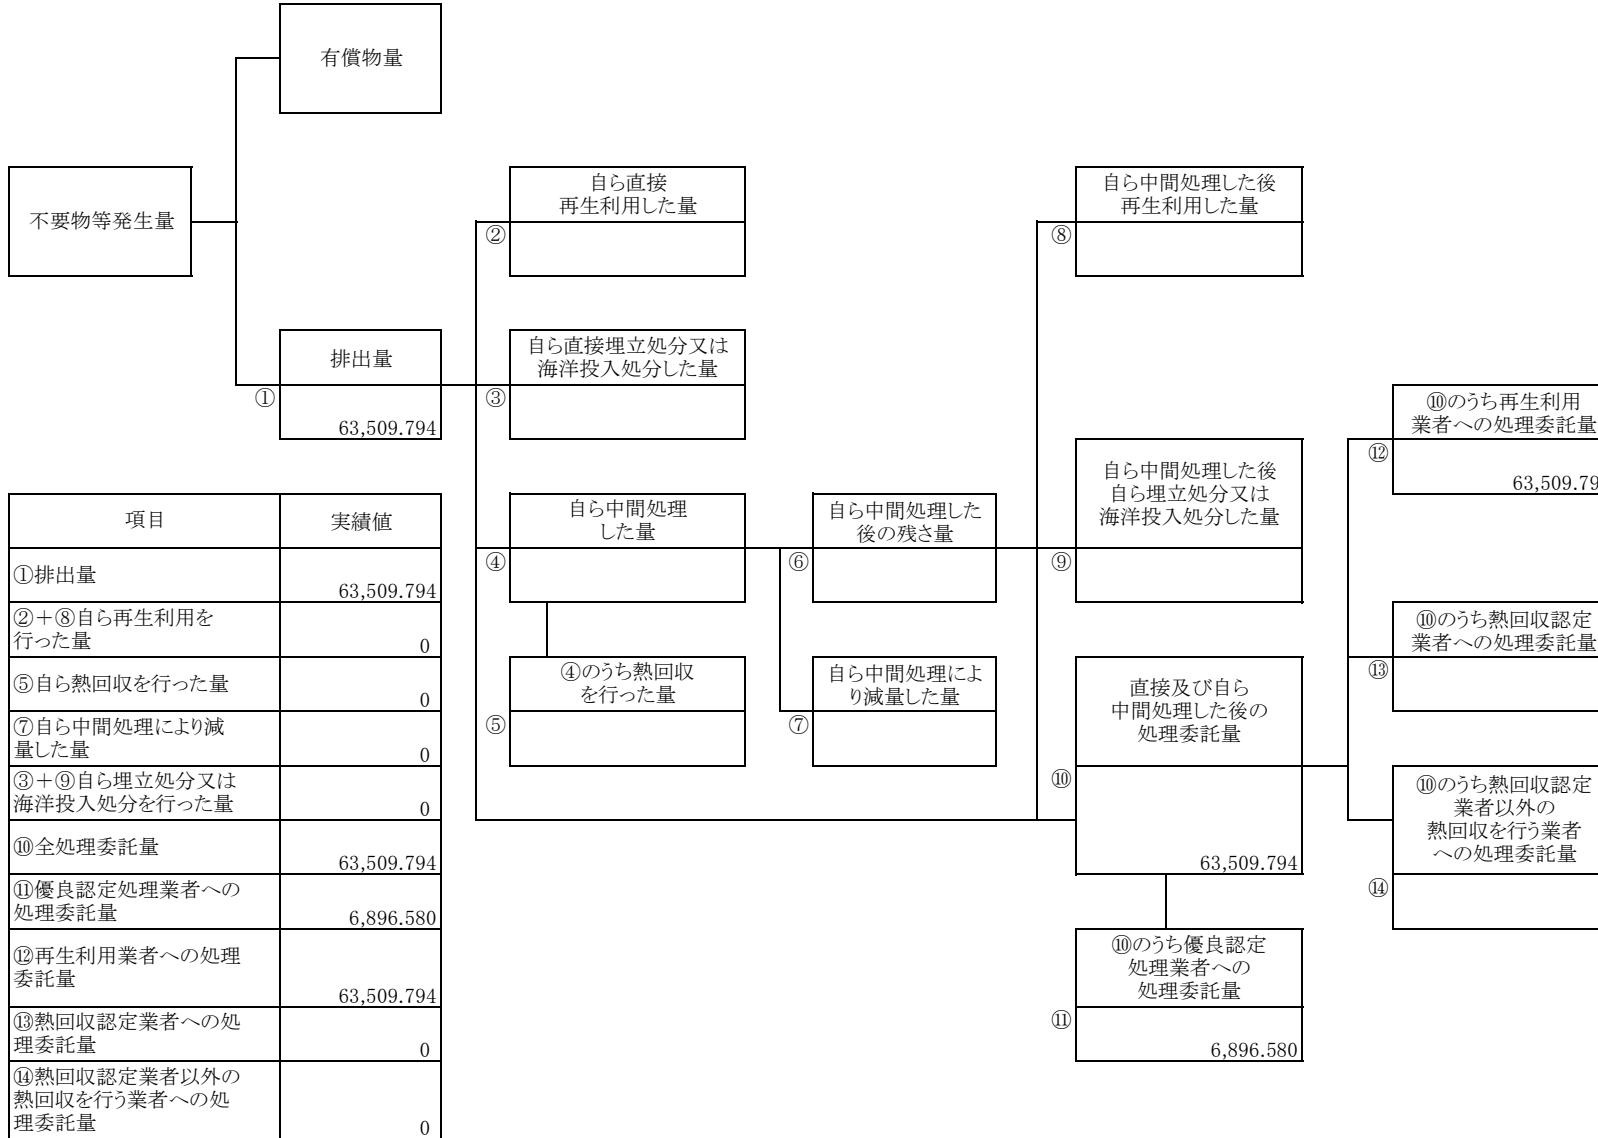 有償物量
不要物等発生量
自ら直接
再生利用した量
②
自ら中間処理した後
再生利用した量
⑧
排出量
①
63,509.794
自ら直接埋立処分又は
海洋投入処分した量
③
⑩のうち再生利用
業者への処理委託量
⑫
63,509.79
自ら中間処理した後
自ら埋立処分又は
海洋投入処分した量
⑨
自ら中間処理
した量
④
自ら中間処理した
後の残さ量
⑥
④のうち熱回収
を行った量
⑤
自ら中間処理によ
り減量した量
⑦
直接及び自ら
中間処理した後の
処理委託量
⑩
63,509.794
⑩のうち熱回収認定
業者への処理委託量
⑬
⑩のうち熱回収認定
業者以外の
熱回収を行う業者
への処理委託量
⑭
⑩のうち優良認定
処理業者への
処理委託量
⑪
6,896.580
項目 実績値
①排出量
63,509.794
②＋⑧自ら再生利用を
行った量 0
⑤自ら熱回収を行った量
0
⑦自ら中間処理により減
量した量 0
③＋⑨自ら埋立処分又は
海洋投入処分を行った量 0
⑩全処理委託量
63,509.794
⑪優良認定処理業者への
処理委託量 6,896.580
⑫再生利用業者への処理
委託量
63,509.794
⑬熱回収認定業者への処
理委託量 0
⑭熱回収認定業者以外の
熱回収を行う業者への処
理委託量 0